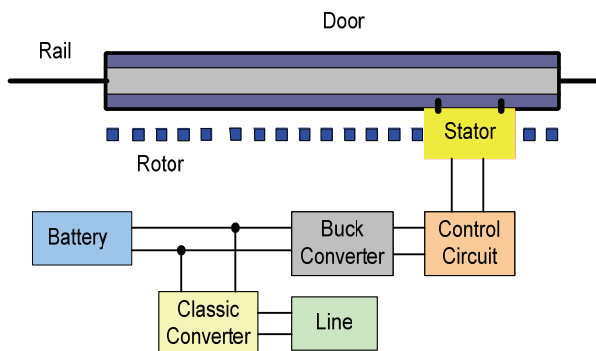 Door
Rail
Stator
Rotor
Battery
Buck
Converter
Control
Circuit
Classic
Converter
Line